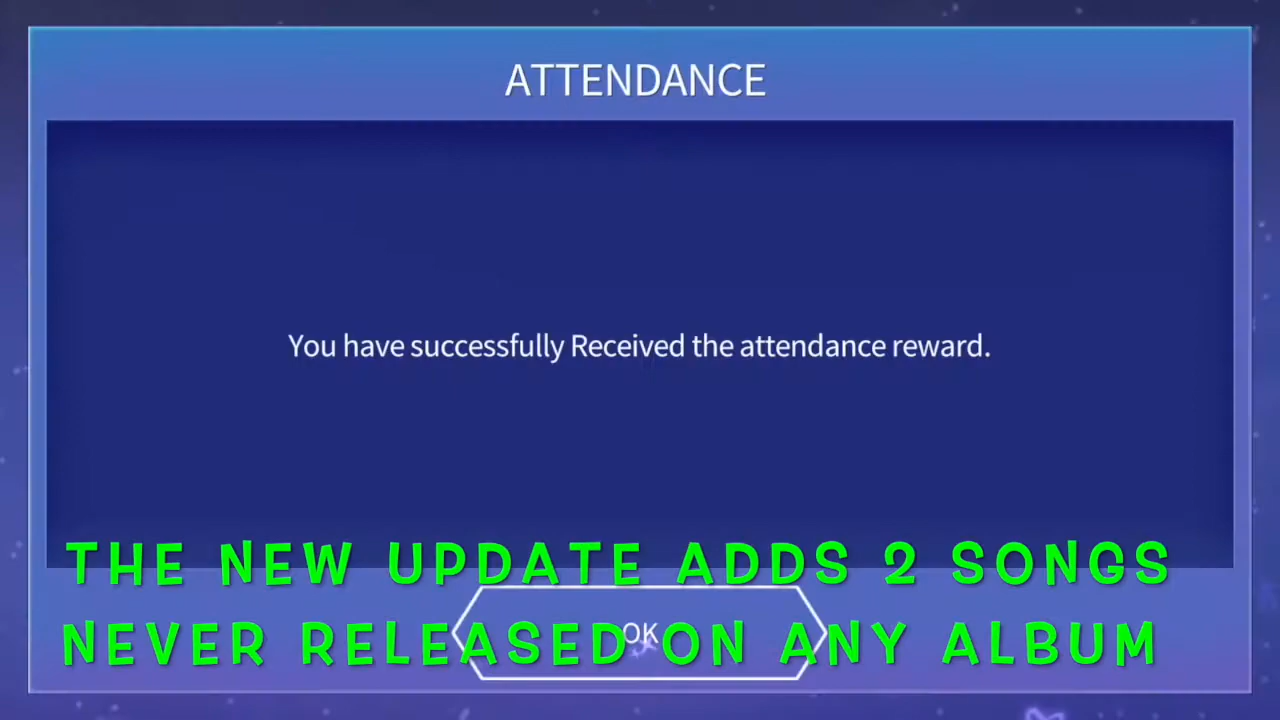 ATTENDANCE
You have successfully Received the attendance reward.
THE NEW UPDATE ADDS 2 SONGS
OK
NEVER RELEASED ON ANY ALBUM